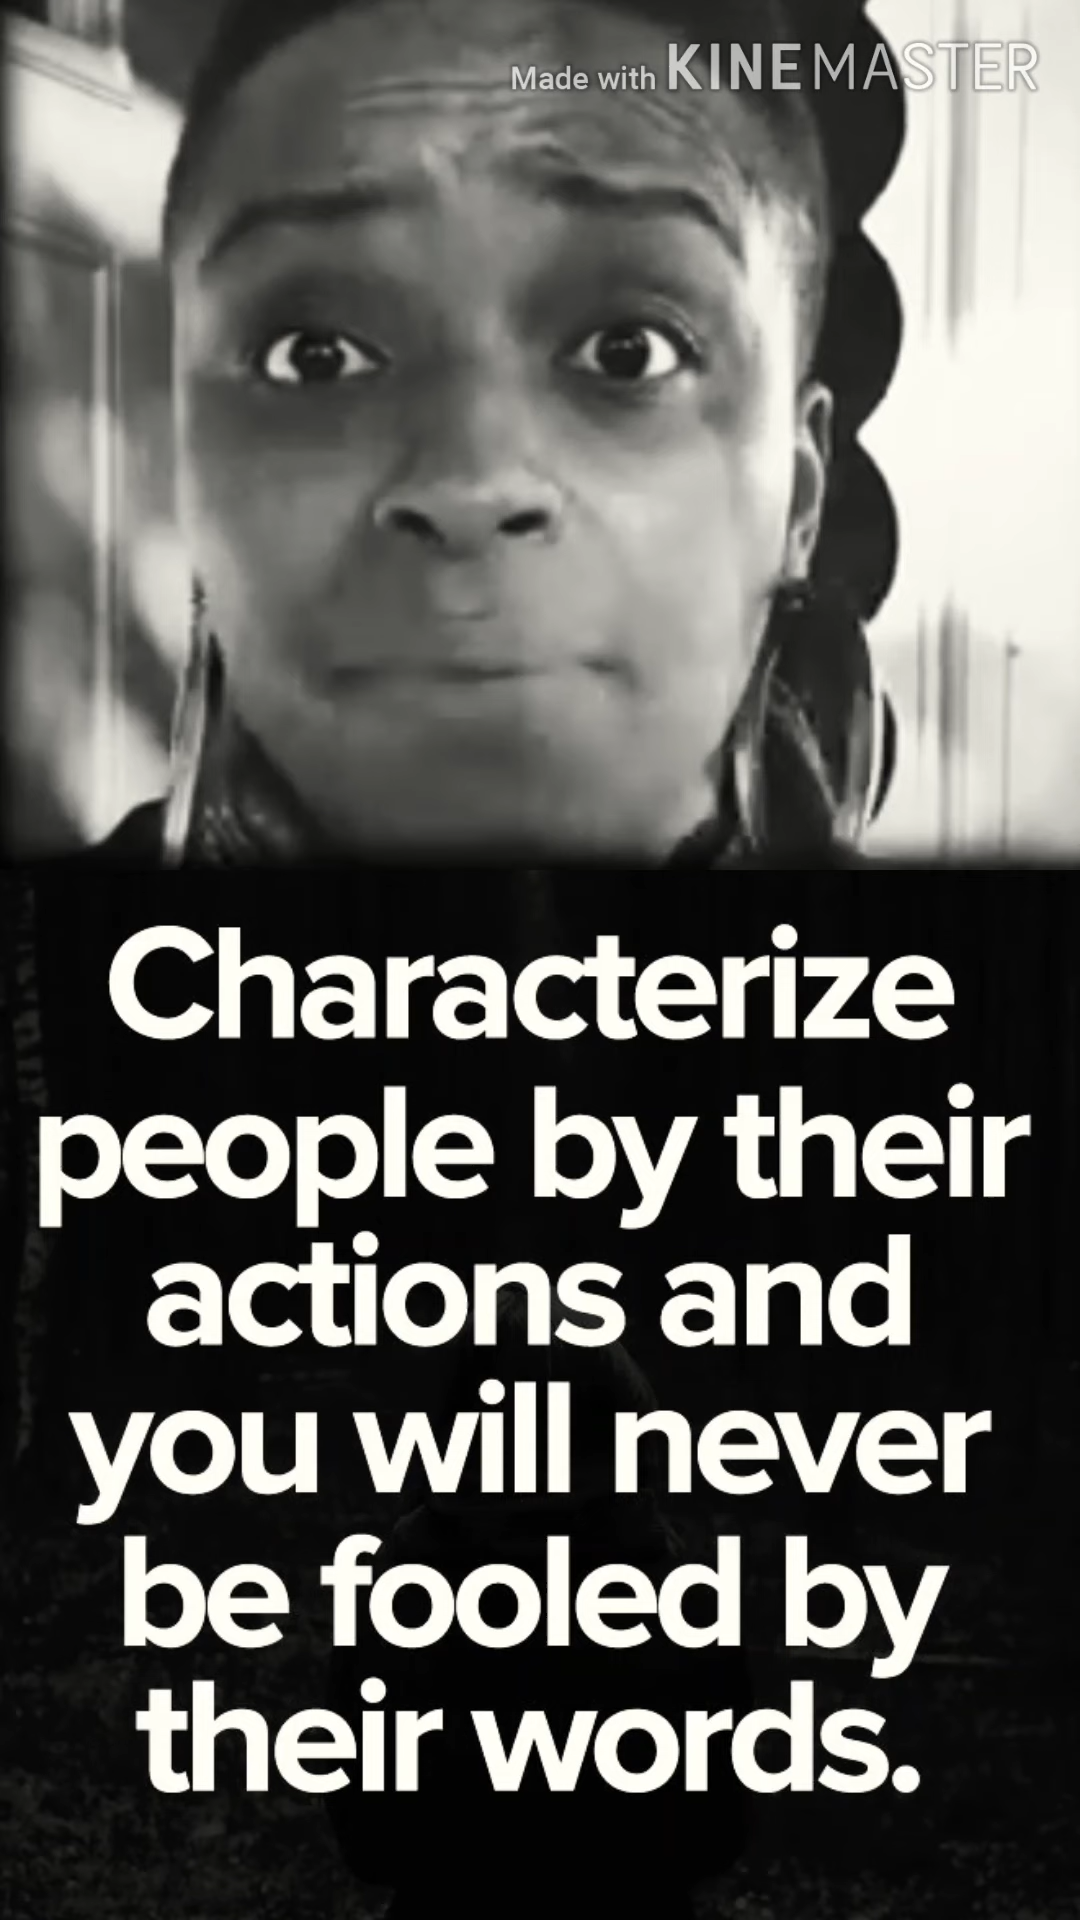 Made with KINEMASTER
Characterize
people by their
actions and
you will never
be fooled by
their words.